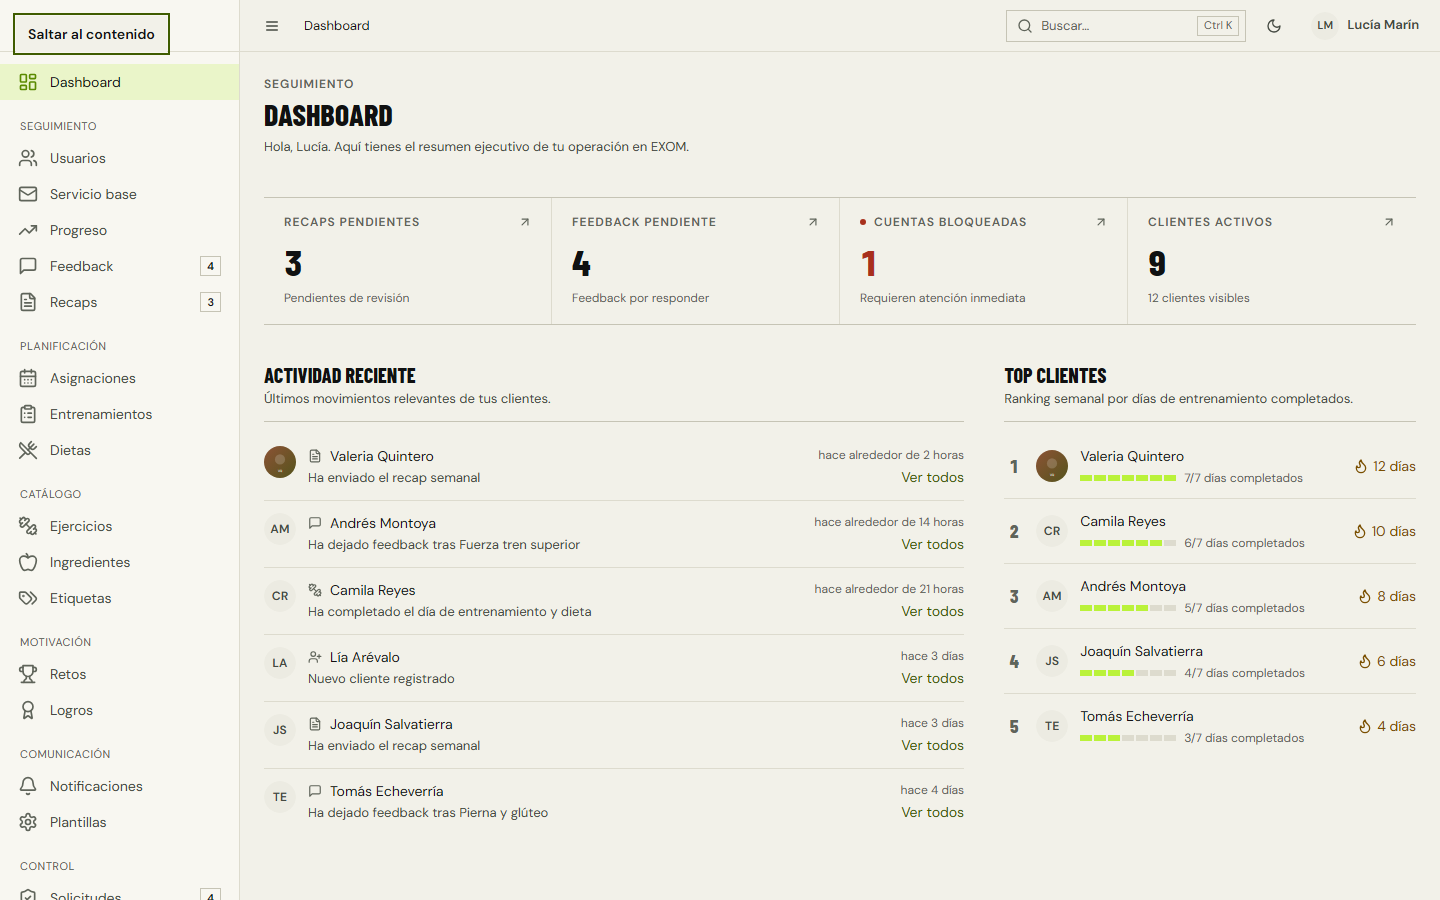 Saltar al contenido
Dashboard
SEGUIMIENTO
Usuarios
Servicio base
Progreso
Feedback 4
Recaps 3
PLANIFICACIÓN
Asignaciones
Entrenamientos
Dietas
CATÁLOGO
Ejercicios
Ingredientes
Etiquetas
MOTIVACIÓN
Retos
Logros
COMUNICACIÓN
Notificaciones
Plantillas
CONTROL
Solicitudes 4
Dashboard
Buscar... Ctrl K
LM Lucía Marín
SEGUIMIENTO
DASHBOARD
Hola, Lucía. Aquí tienes el resumen ejecutivo de tu operación en EXOM.
RECAPS PENDIENTES
3
Pendientes de revisión
FEEDBACK PENDIENTE
4
Feedback por responder
CUENTAS BLOQUEADAS
1
Requieren atención inmediata
CLIENTES ACTIVOS
9
12 clientes visibles
ACTIVIDAD RECIENTE
Últimos movimientos relevantes de tus clientes.
Valeria Quintero hace alrededor de 2 horas
Ha enviado el recap semanal Ver todos
AM Andrés Montoya hace alrededor de 14 horas
Ha dejado feedback tras Fuerza tren superior Ver todos
CR Camila Reyes hace alrededor de 21 horas
Ha completado el día de entrenamiento y dieta Ver todos
LA Lía Arévalo hace 3 días
Nuevo cliente registrado Ver todos
JS Joaquín Salvatierra hace 3 días
Ha enviado el recap semanal Ver todos
TE Tomás Echeverría hace 4 días
Ha dejado feedback tras Pierna y glúteo Ver todos
TOP CLIENTES
Ranking semanal por días de entrenamiento completados.
1 Valeria Quintero 12 días
7/7 días completados
2 CR Camila Reyes 10 días
6/7 días completados
3 AM Andrés Montoya 8 días
5/7 días completados
4 JS Joaquín Salvatierra 6 días
4/7 días completados
5 TE Tomás Echeverría 4 días
3/7 días completados